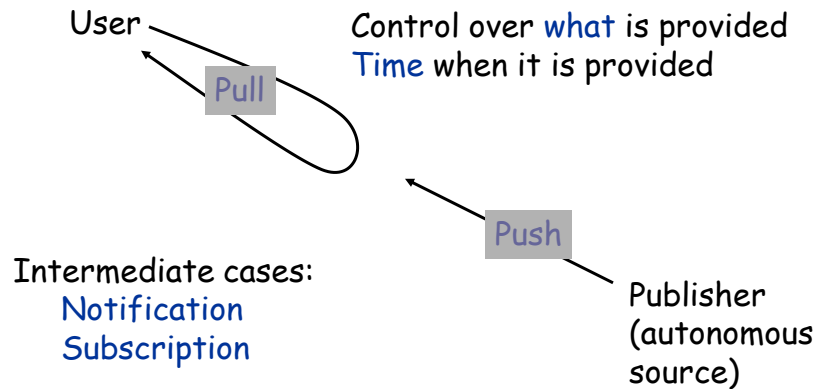 User
Control over what is provided
Time when it is provided
Pull
Push
Intermediate cases:
Notification
Subscription
Publisher
(autonomous
source)